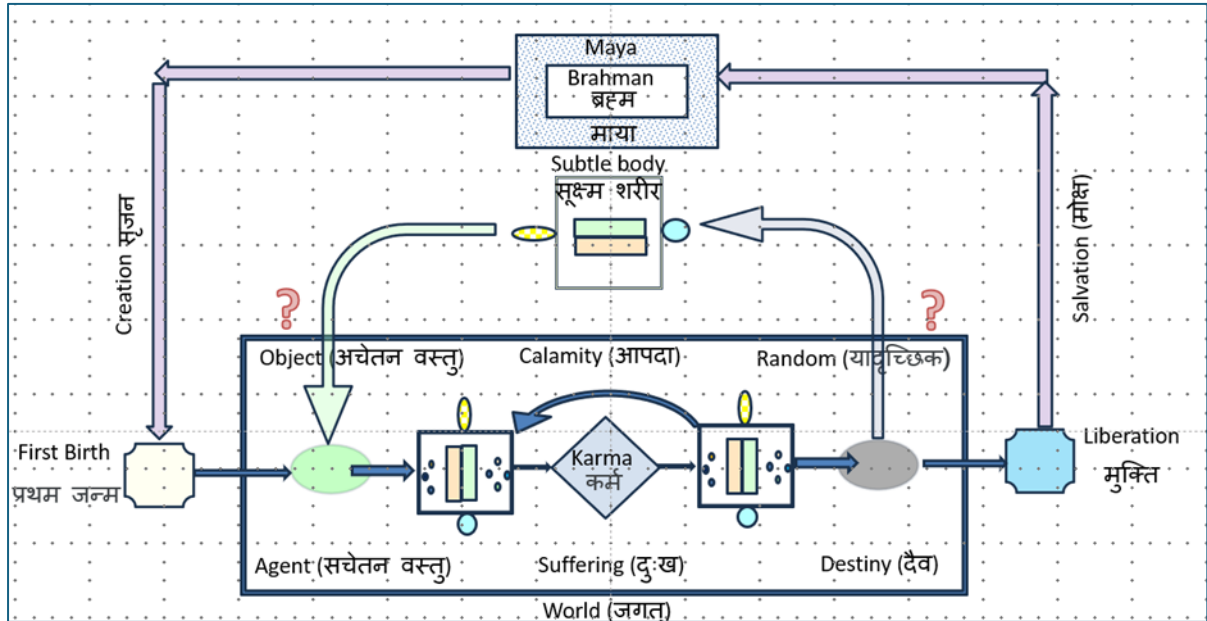 Maya
Brahman
ब्रह्म
माया
Subtle body
सूक्ष्म शरीर
Creation सृजन
Salvation (मोक्ष)
?
?
Object (अचेतन वस्तु)
Calamity (आपदा)
Random (यादृच्छिक)
First Birth
प्रथम जन्म
Karma
कर्म
Liberation
मुक्ति
Agent (सचेतन वस्तु)
Suffering (दुःख)
Destiny (दैव)
World (जगत्)